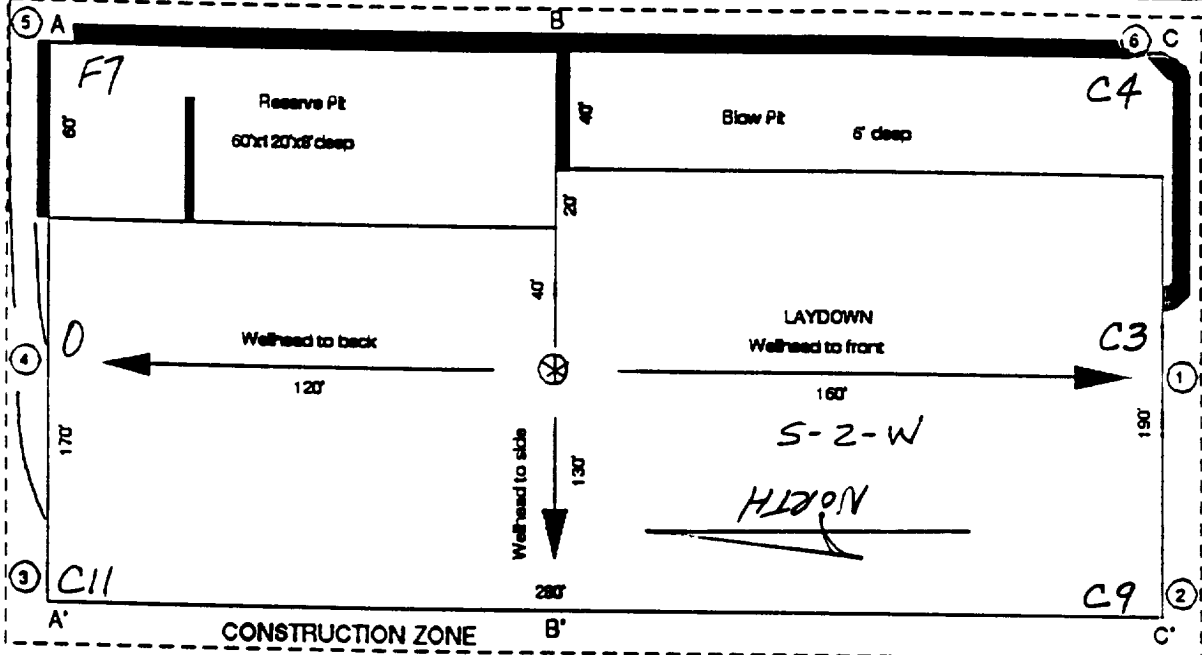 5 A B 6 C
F7 C4
Reserve Pit
60'x120'x8' deep
60'
40'
Blow Pit 6' deep
20'
40'
O
4
Wellhead to back
120'
LAYDOWN
Wellhead to front
160'
C3
1
S-2-W
170'
190'
Wellhead to side
130'
NORTH
3 C11
280'
C9 2
A' B' C'
CONSTRUCTION ZONE